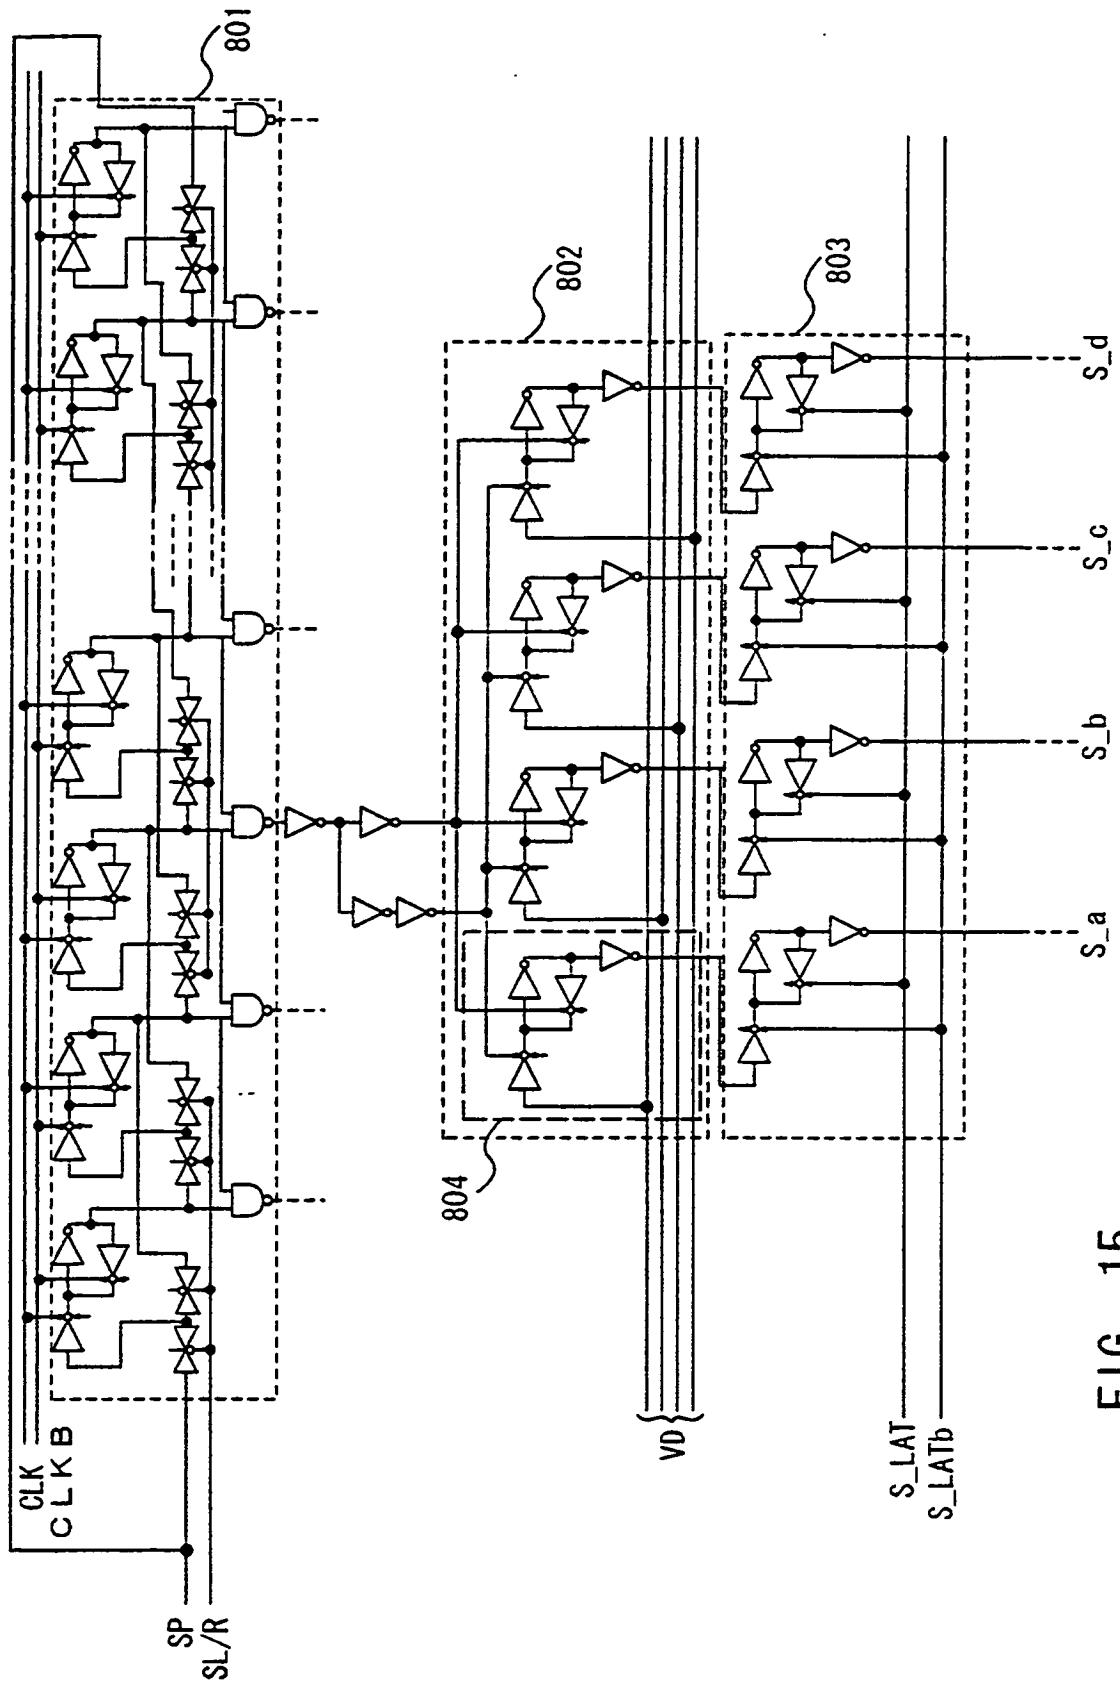 CLK
CLKB
SP
SL/R
801
802
804
VD
803
S_LAT
S_LATb
S_a
S_b
S_c
S_d
FIG. 15